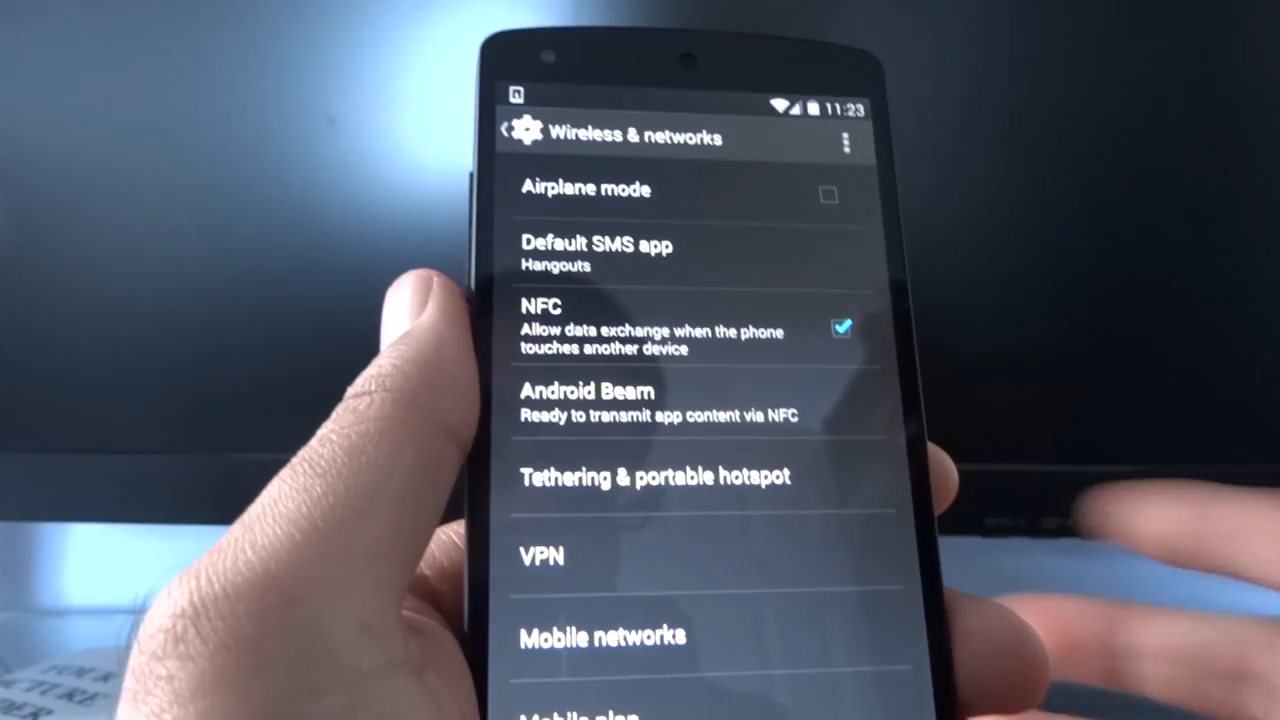 11:23
Wireless & networks
Airplane mode
Default SMS app
Hangouts
NFC
Allow data exchange when the phone
touches another device
Android Beam
Ready to transmit app content via NFC
Tethering & portable hotspot
VPN
Mobile networks
Mobile plan
YOUR